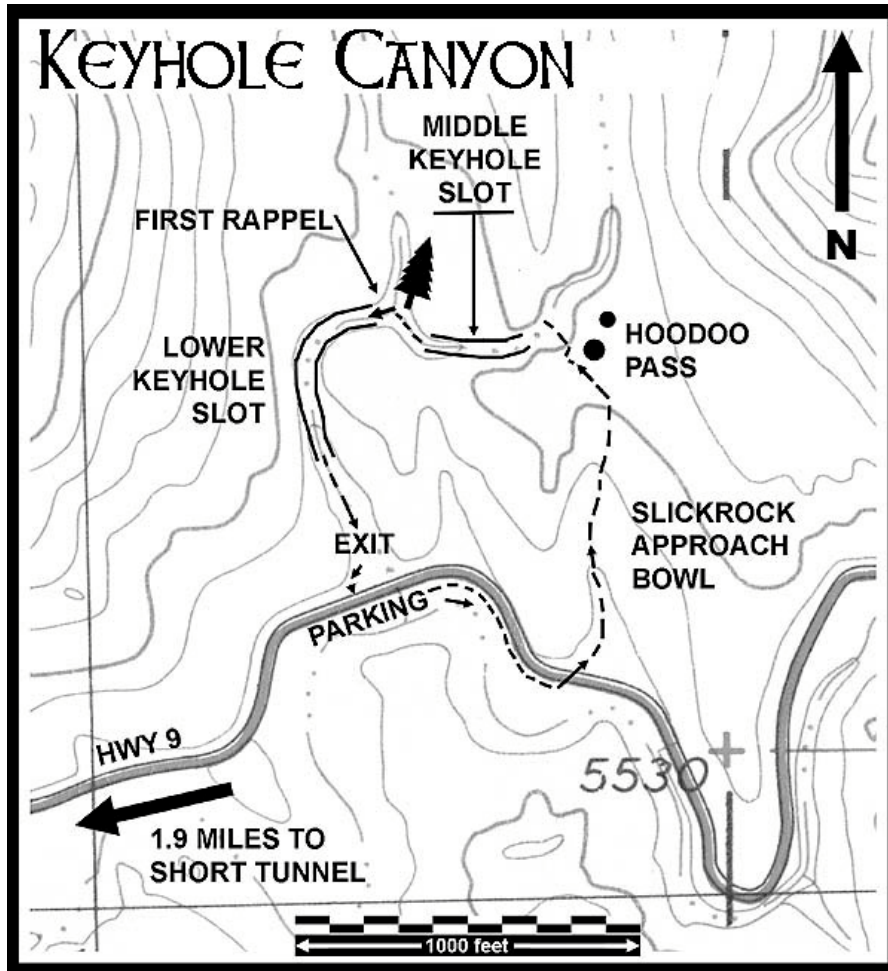 KEYHOLE CANYON
MIDDLE
KEYHOLE
SLOT
FIRST RAPPEL
N
LOWER
KEYHOLE
SLOT
HOODOO
PASS
SLICKROCK
APPROACH
BOWL
EXIT
PARKING
HWY 9
5530
1.9 MILES TO
SHORT TUNNEL
1000 feet